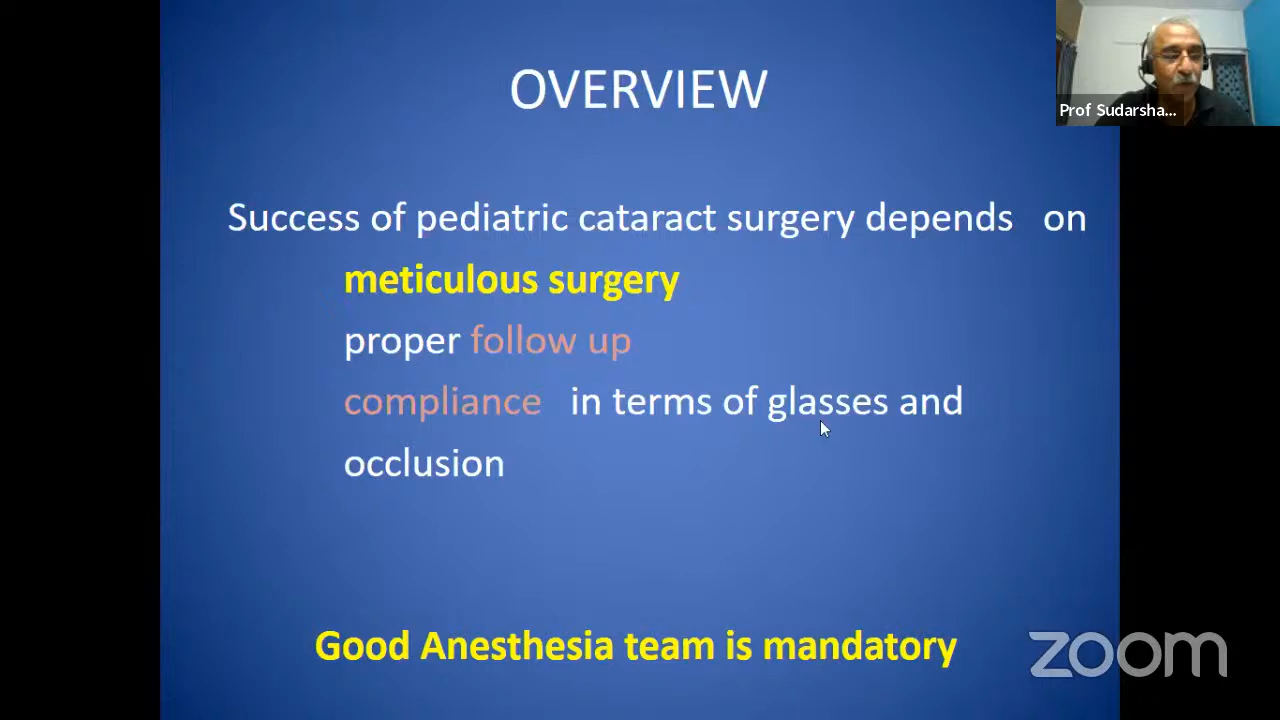 OVERVIEW
Prof Sudarsha...
Success of pediatric cataract surgery depends on
meticulous surgery
proper follow up
compliance in terms of glasses and
occlusion
Good Anesthesia team is mandatory
zoom